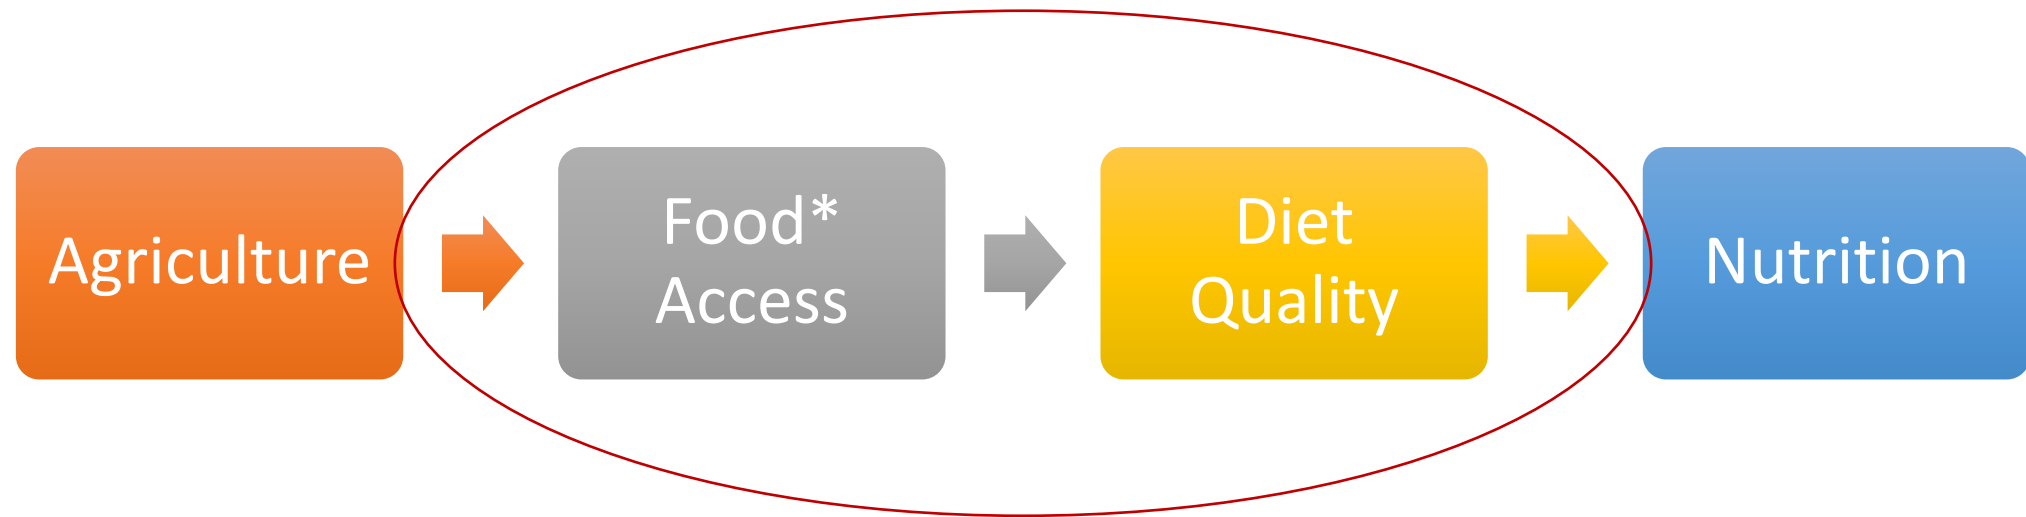 Agriculture
Food*
Access
Diet
Quality
Nutrition